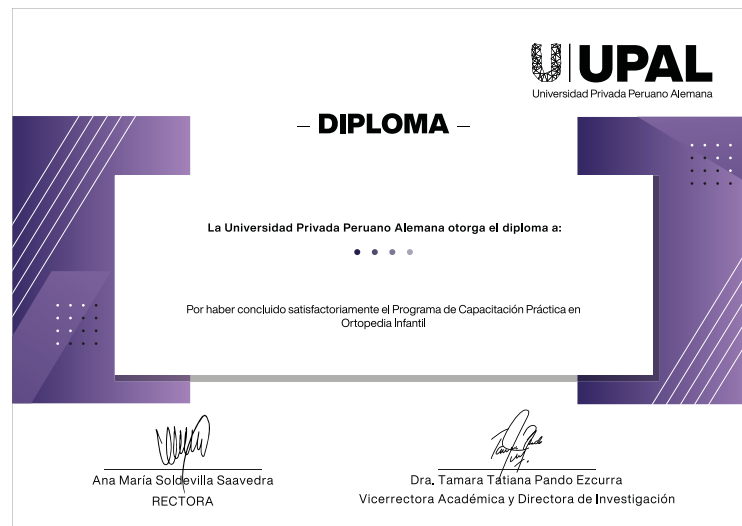 UPAL
Universidad Privada Peruano Alemana
– DIPLOMA –
La Universidad Privada Peruano Alemana otorga el diploma a:
Por haber concluido satisfactoriamente el Programa de Capacitación Práctica en
Ortopedia Infantil
Ana María Soldevilla Saavedra
RECTORA
Dra. Tamara Tatiana Pando Ezcurra
Vicerrectora Académica y Directora de Investigación